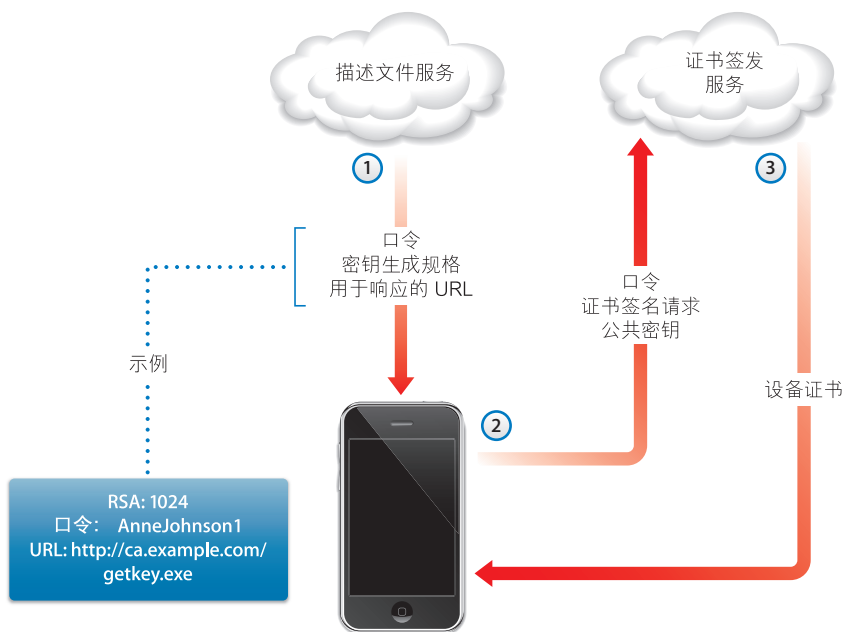 描述文件服务
证书签发
服务
1
3
口令
密钥生成规格
用于响应的 URL
口令
证书签名请求
公共密钥
示例
设备证书
2
RSA: 1024
口令： AnneJohnson1
URL: http://ca.example.com/
getkey.exe